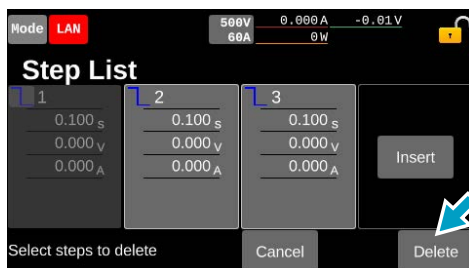 Mode LAN 500V 0.000 A -0.01 V
60A 0 W
Step List
1 2 3
0.100 s 0.100 s 0.100 s
0.000 V 0.000 V 0.000 V
Insert
0.000 A 0.000 A 0.000 A
Select steps to delete Cancel Delete